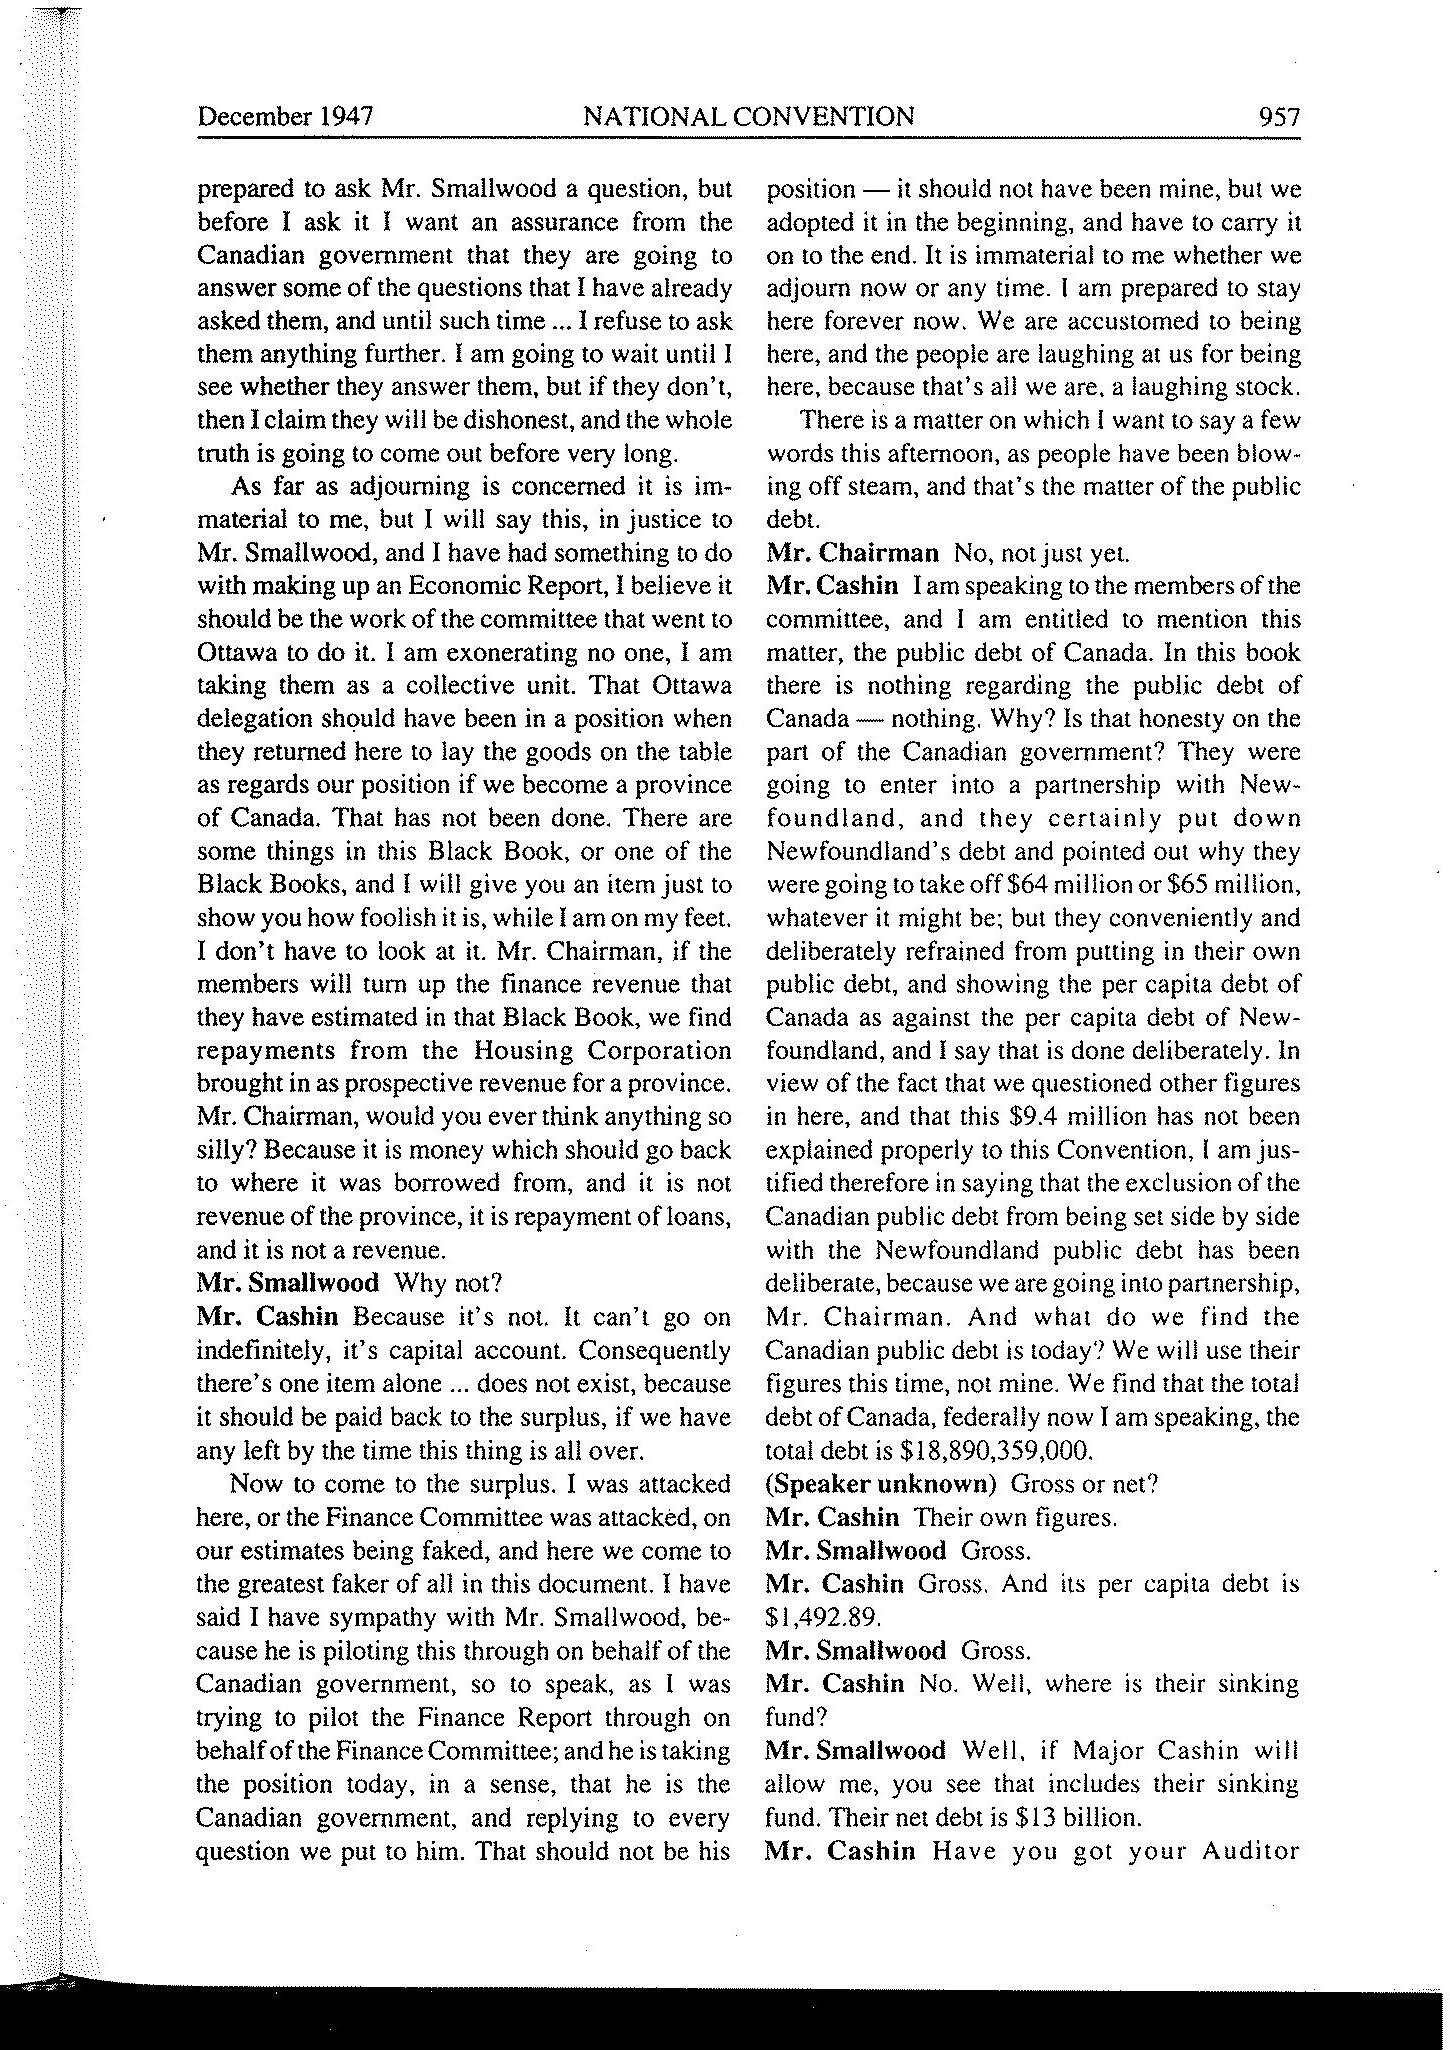 December 1947 NATIONAL CONVENTION 957
prepared to ask Mr. Smallwood a question, but
before I ask it I want an assurance from the
Canadian government that they are going to
answer some of the questions that I have already
asked them, and until such time ... I refuse to ask
them anything further. I am going to wait until I
see whether they answer them, but if they don't,
then I claim they will be dishonest, and the whole
truth is going to come out before very long.
As far as adjourning is concerned it is im-
material to me, but I will say this, in justice to
Mr. Smallwood, and I have had something to do
with making up an Economic Report, I believe it
should be the work of the committee that went to
Ottawa to do it. I am exonerating no one, I am
taking them as a collective unit. That Ottawa
delegation should have been in a position when
they returned here to lay the goods on the table
as regards our position if we become a province
of Canada. That has not been done. There are
some things in this Black Book, or one of the
Black Books, and I will give you an item just to
show you how foolish it is, while I am on my feet.
I don't have to look at it. Mr. Chairman, if the
members will turn up the finance revenue that
they have estimated in that Black Book, we find
repayments from the Housing Corporation
brought in as prospective revenue for a province.
Mr. Chairman, would you ever think anything so
silly? Because it is money which should go back
to where it was borrowed from, and it is not
revenue of the province, it is repayment of loans,
and it is not a revenue.
Mr. Smallwood Why not?
Mr. Cashin Because it's not. It can't go on
indefinitely, it's capital account. Consequently
there's one item alone ... does not exist, because
it should be paid back to the surplus, if we have
any left by the time this thing is all over.
Now to come to the surplus. I was attacked
here, or the Finance Committee was attacked, on
our estimates being faked, and here we come to
the greatest faker of all in this document. I have
said I have sympathy with Mr. Smallwood, be-
cause he is piloting this through on behalf of the
Canadian government, so to speak, as I was
trying to pilot the Finance Report through on
behalf of the Finance Committee; and he is taking
the position today, in a sense, that he is the
Canadian government, and replying to every
question we put to him. That should not be his
position — it should not have been mine, but we
adopted it in the beginning, and have to carry it
on to the end. It is immaterial to me whether we
adjourn now or any time. I am prepared to stay
here forever now. We are accustomed to being
here, and the people are laughing at us for being
here, because that's all we are, a laughing stock.
There is a matter on which I want to say a few
words this afternoon, as people have been blow-
ing off steam, and that's the matter of the public
debt.
Mr. Chairman No, not just yet.
Mr. Cashin I am speaking to the members of the
committee, and I am entitled to mention this
matter, the public debt of Canada. In this book
there is nothing regarding the public debt of
Canada — nothing. Why? Is that honesty on the
part of the Canadian government? They were
going to enter into a partnership with New-
foundland, and they certainly put down
Newfoundland's debt and pointed out why they
were going to take off $64 million or $65 million,
whatever it might be; but they conveniently and
deliberately refrained from putting in their own
public debt, and showing the per capita debt of
Canada as against the per capita debt of New-
foundland, and I say that is done deliberately. In
view of the fact that we questioned other figures
in here, and that this $9.4 million has not been
explained properly to this Convention, I am jus-
tified therefore in saying that the exclusion of the
Canadian public debt from being set side by side
with the Newfoundland public debt has been
deliberate, because we are going into partnership,
Mr. Chairman. And what do we find the
Canadian public debt is today? We will use their
figures this time, not mine. We find that the total
debt of Canada, federally now I am speaking, the
total debt is $18,890,359,000.
(Speaker unknown) Gross or net?
Mr. Cashin Their own figures.
Mr. Smallwood Gross.
Mr. Cashin Gross. And its per capita debt is
$1,492.89.
Mr. Smallwood Gross.
Mr. Cashin No. Well, where is their sinking
fund?
Mr. Smallwood Well, if Major Cashin will
allow me, you see that includes their sinking
fund. Their net debt is $13 billion.
Mr. Cashin Have you got your Auditor